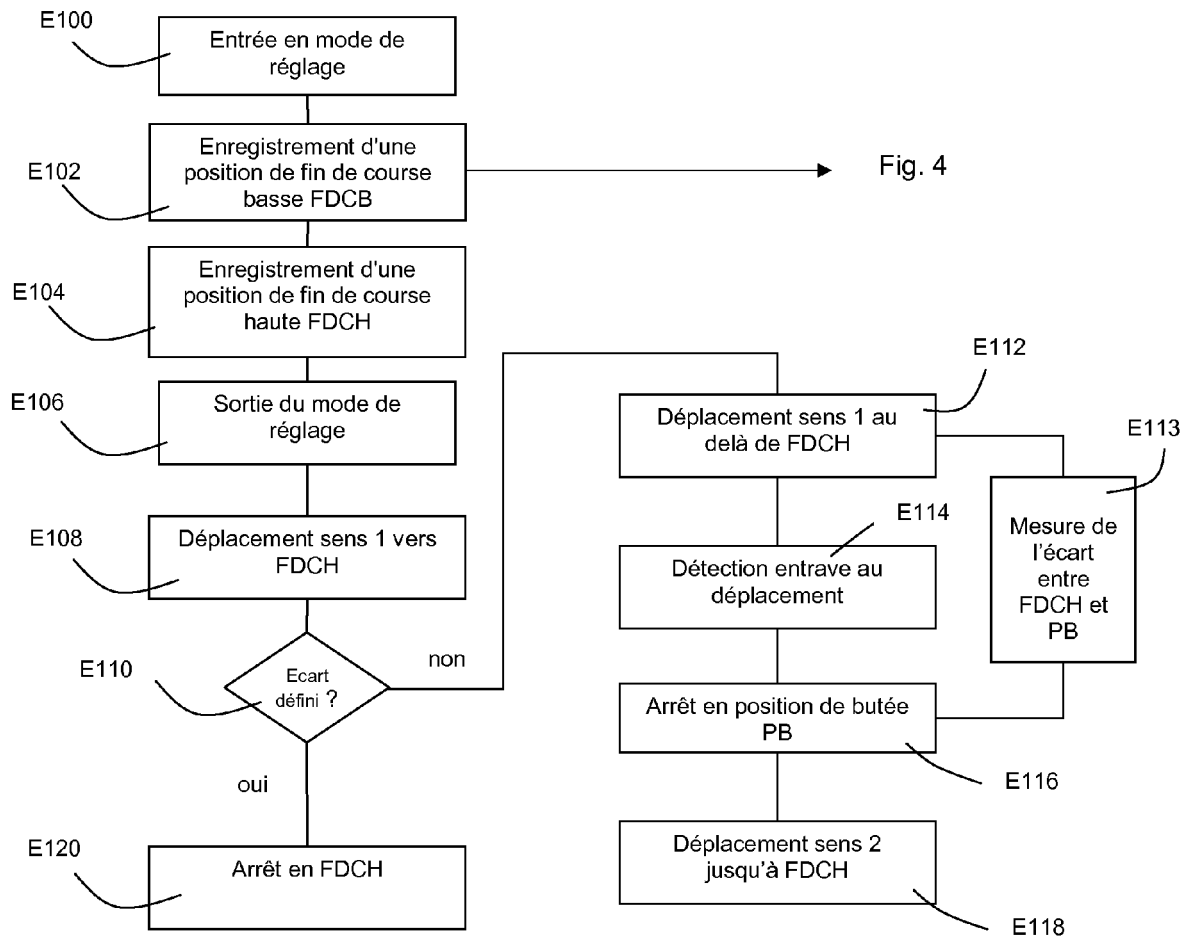 E100
Entrée en mode de
réglage
E102
Enregistrement d'une
position de fin de course
basse FDCB
Fig. 4
E104
Enregistrement d'une
position de fin de course
haute FDCH
E106
Sortie du mode de
réglage
E108
Déplacement sens 1 vers
FDCH
E110
Ecart
défini ?
non
oui
E120
Arrêt en FDCH
E112
Déplacement sens 1 au
delà de FDCH
E113
Mesure de
l'écart
entre
FDCH et
PB
E114
Détection entrave au
déplacement
Arrêt en position de butée
PB
E116
Déplacement sens 2
jusqu'à FDCH
E118